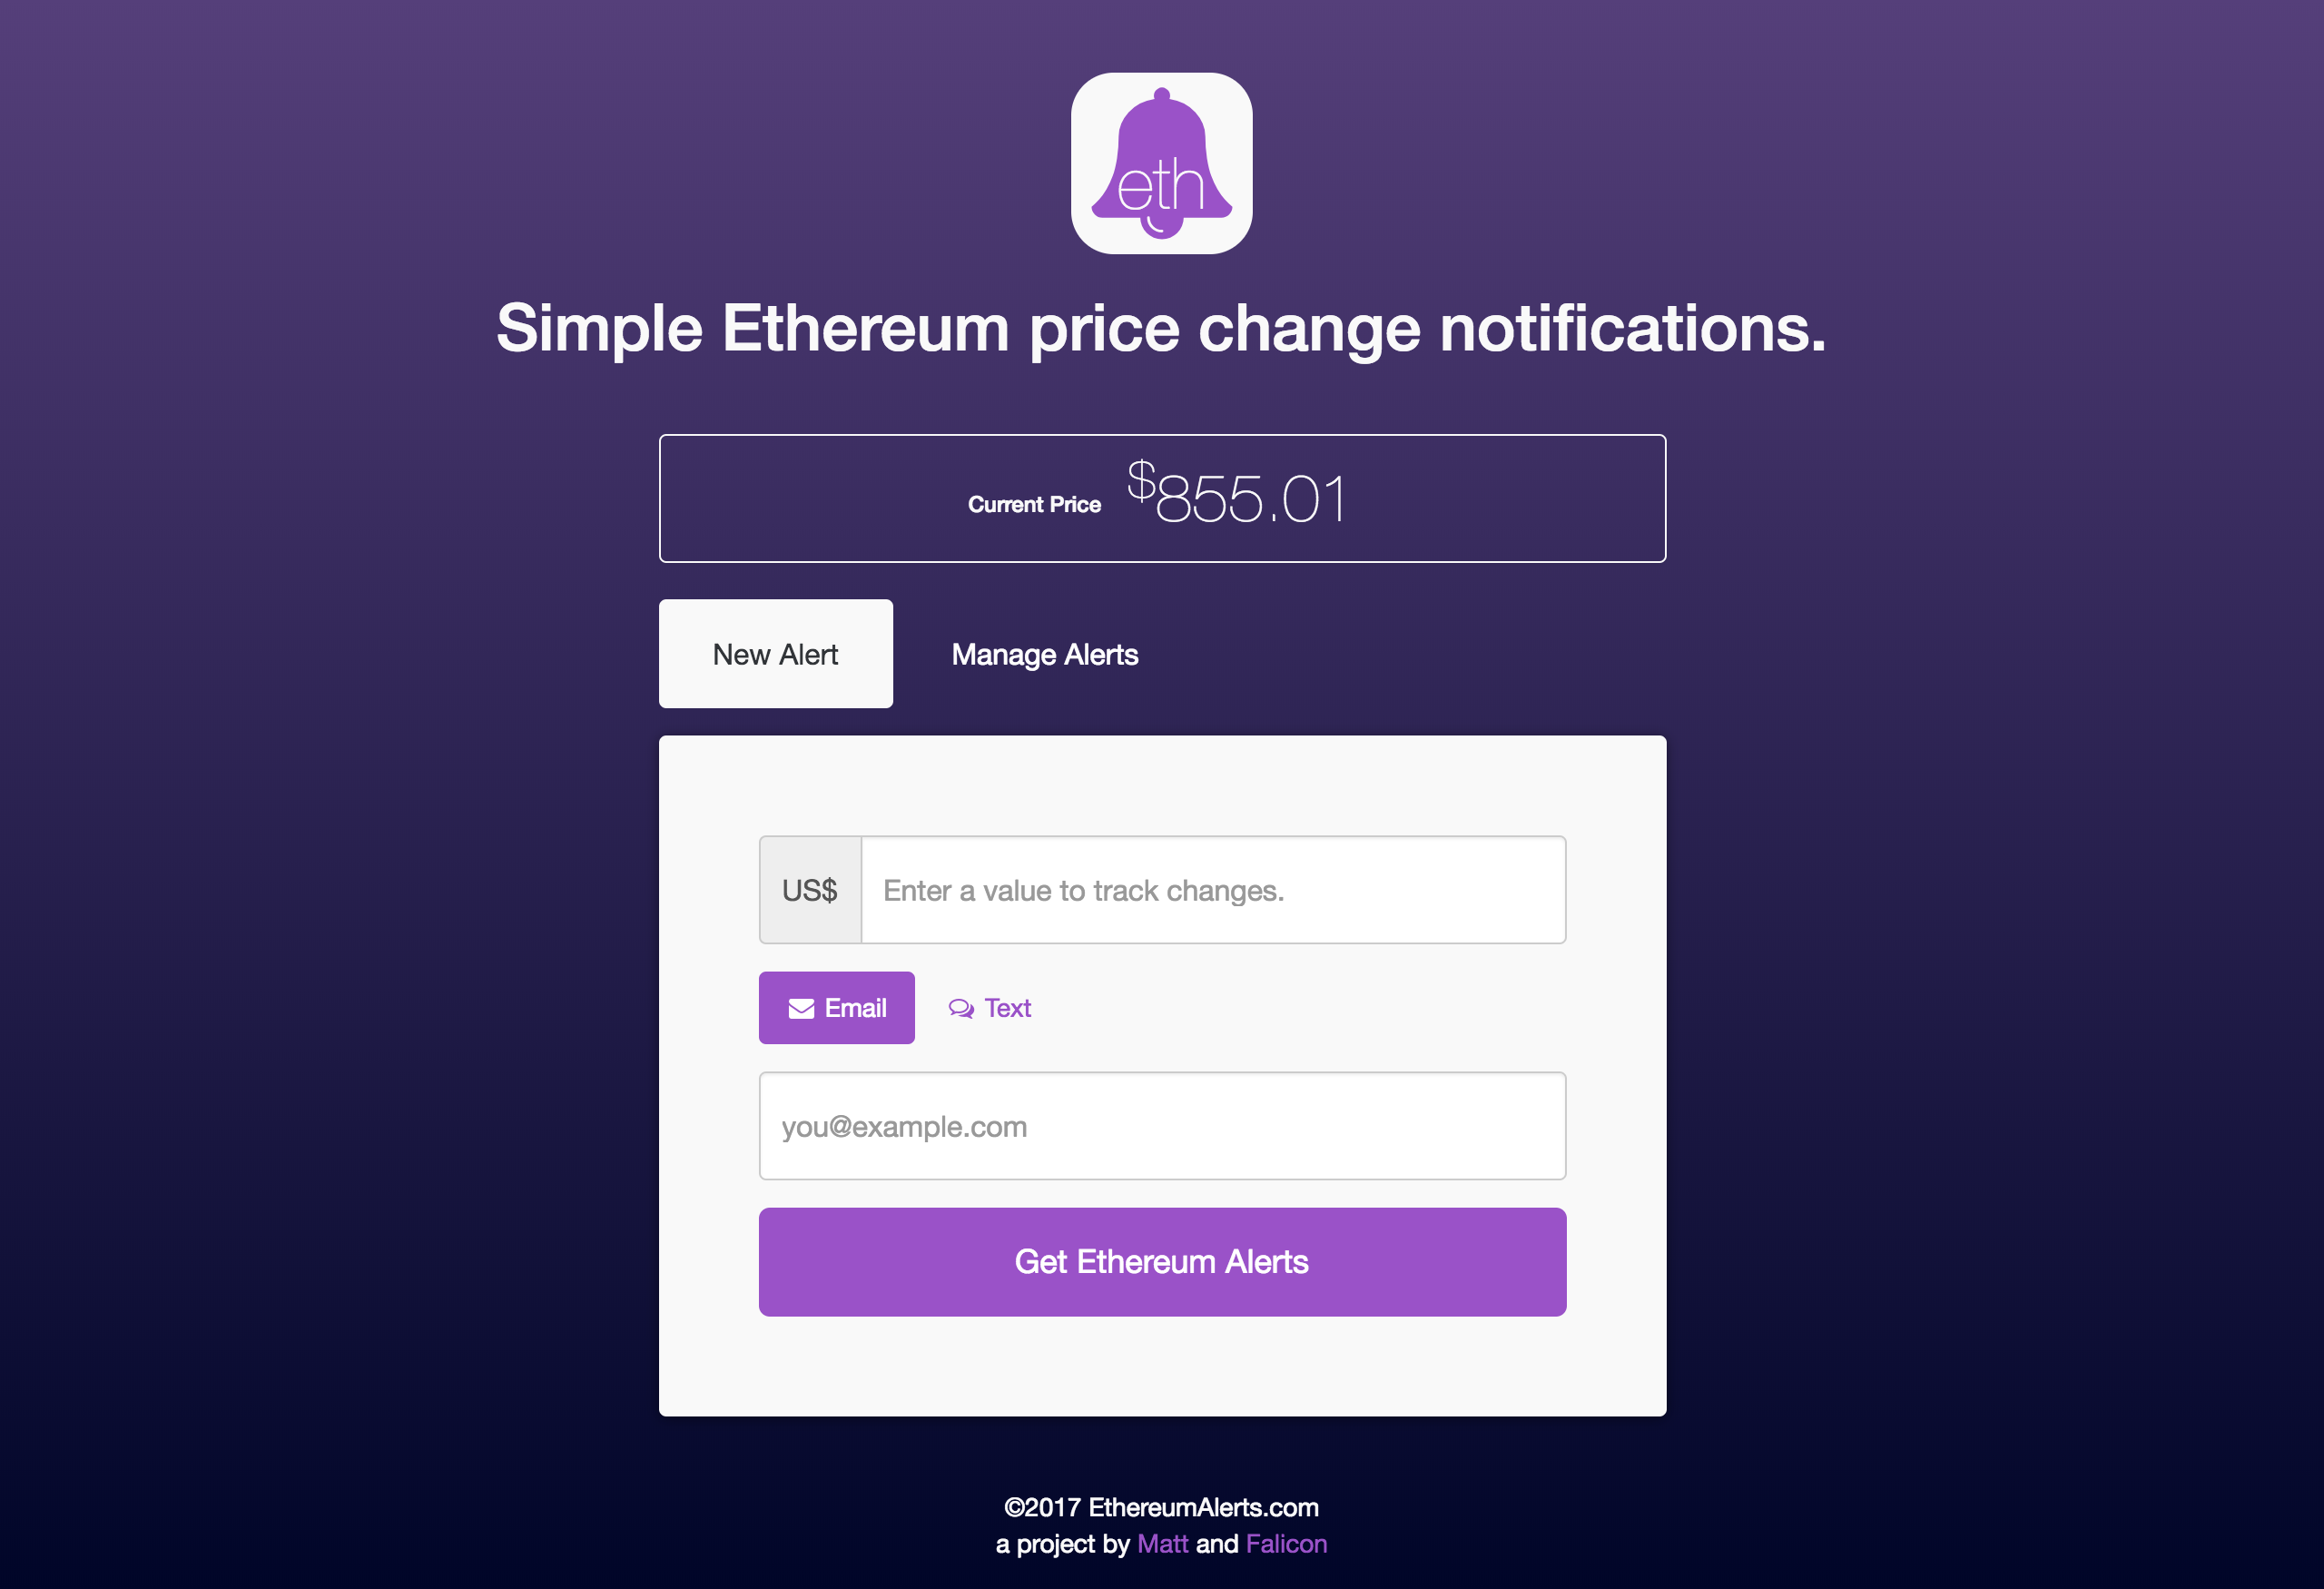 eth
Simple Ethereum price change notifications.
Current Price $855.01
New Alert Manage Alerts
US$ Enter a value to track changes.
Email Text
you@example.com
Get Ethereum Alerts
©2017 EthereumAlerts.com
a project by Matt and Falicon